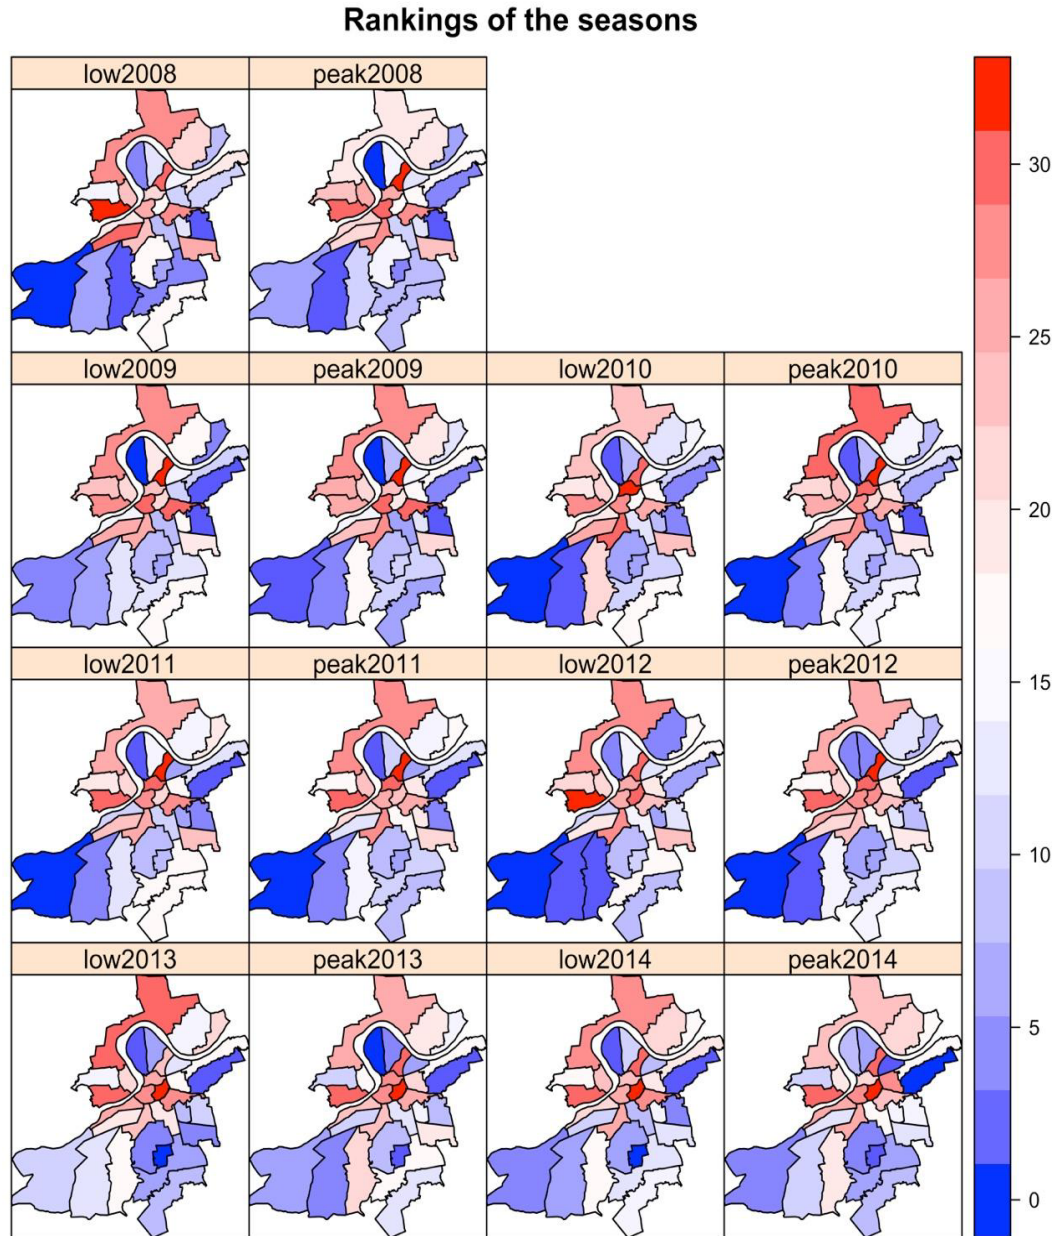 Rankings of the seasons
low2008 peak2008
low2009 peak2009 low2010 peak2010
low2011 peak2011 low2012 peak2012
low2013 peak2013 low2014 peak2014
30
25
20
15
10
5
0